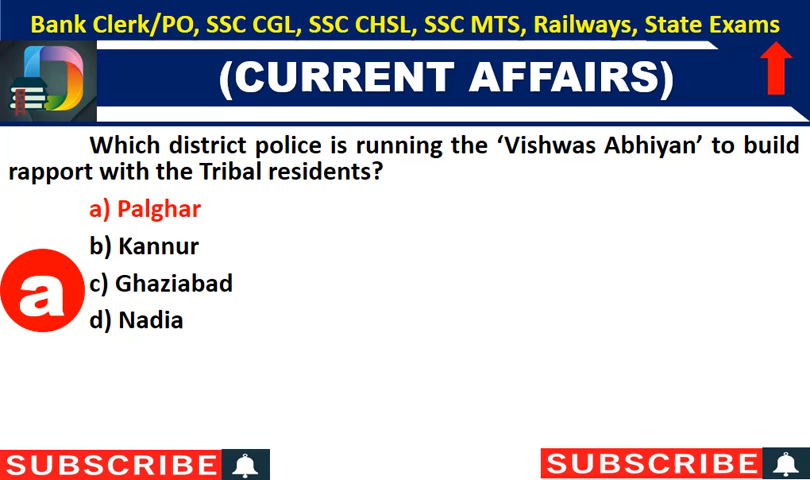 Bank Clerk/PO, SSC CGL, SSC CHSL, SSC MTS, Railways, State Exams
(CURRENT AFFAIRS)
Which district police is running the ‘Vishwas Abhiyan’ to build
rapport with the Tribal residents?
a) Palghar
b) Kannur
a
c) Ghaziabad
d) Nadia
SUBSCRIBE
SUBSCRIBE